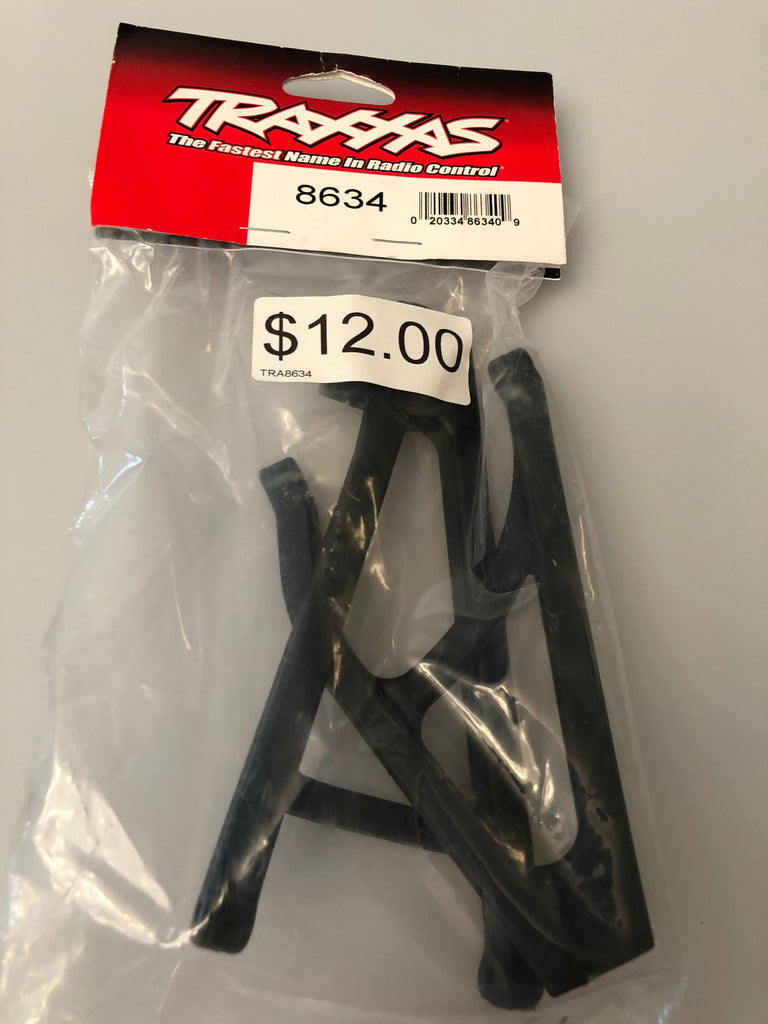 TRAXXAS
The Fastest Name In Radio Control
8634
0 20334 86340 9
$12.00
TRA8634